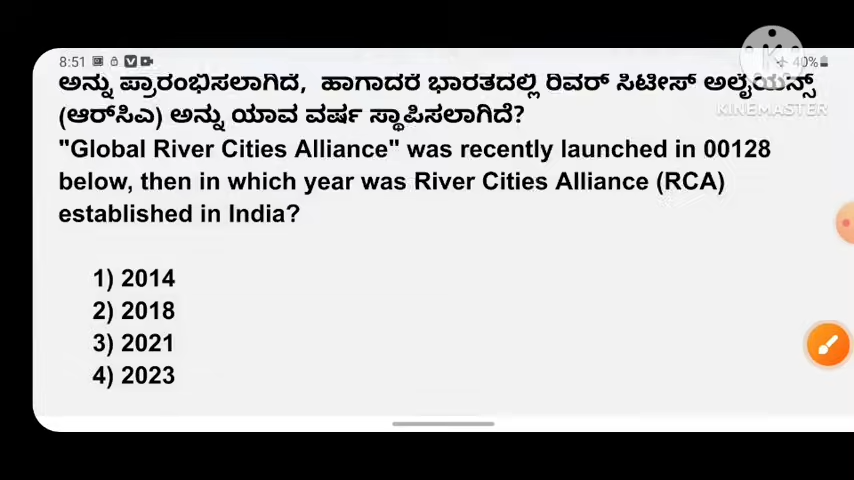 8:51
40%
ಅನ್ನು ಪ್ರಾರಂಭಿಸಲಾಗಿದೆ, ಹಾಗಾದರೆ ಭಾರತದಲ್ಲಿ ರಿವರ್ ಸಿಟೀಸ್ ಅಲೈಯನ್ಸ್
K
KINEMASTER
(ಆರ್‌ಸಿಎ) ಅನ್ನು ಯಾವ ವರ್ಷ ಸ್ಥಾಪಿಸಲಾಗಿದೆ?
"Global River Cities Alliance" was recently launched in 00128
below, then in which year was River Cities Alliance (RCA)
established in India?
1) 2014
2) 2018
3) 2021
4) 2023